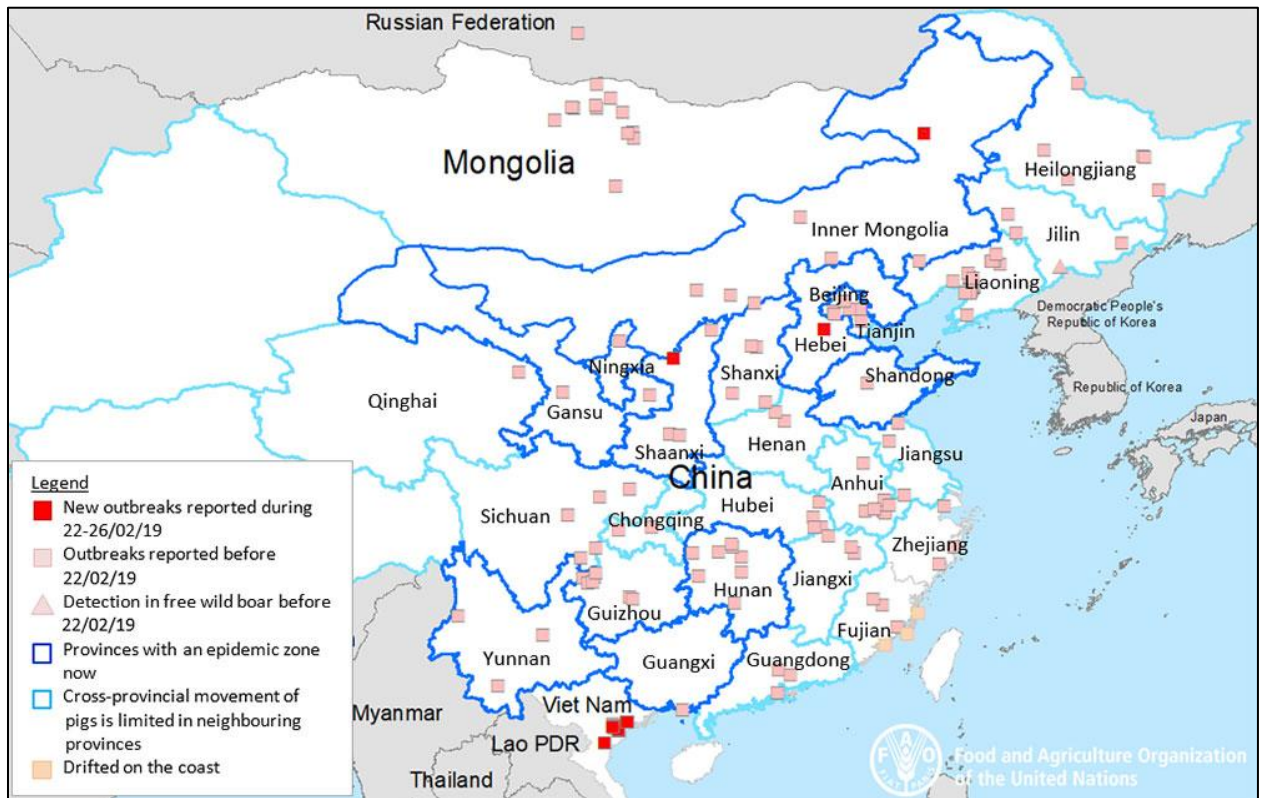 Russian Federation
Mongolia
Heilongjiang
Inner Mongolia
Jilin
Liaoning
Beijing
Democratic People's
Republic of Korea
Tianjin
Hebei
Ningxia
Shanxi
Shandong
Republic of Korea
Qinghai
Gansu
Japan
Henan
Shaanxi
Jiangsu
China
Anhui
Hubei
Sichuan
Chongqing
Zhejiang
Jiangxi
Hunan
Guizhou
Fujian
Yunnan
Guangxi
Guangdong
Viet Nam
Myanmar
Lao PDR
Thailand
Legend
New outbreaks reported during
22-26/02/19
Outbreaks reported before
22/02/19
Detection in free wild boar before
22/02/19
Provinces with an epidemic zone
now
Cross-provincial movement of
pigs is limited in neighbouring
provinces
Drifted on the coast
FAO
FIAT PANIS
Food and Agriculture Organization
of the United Nations